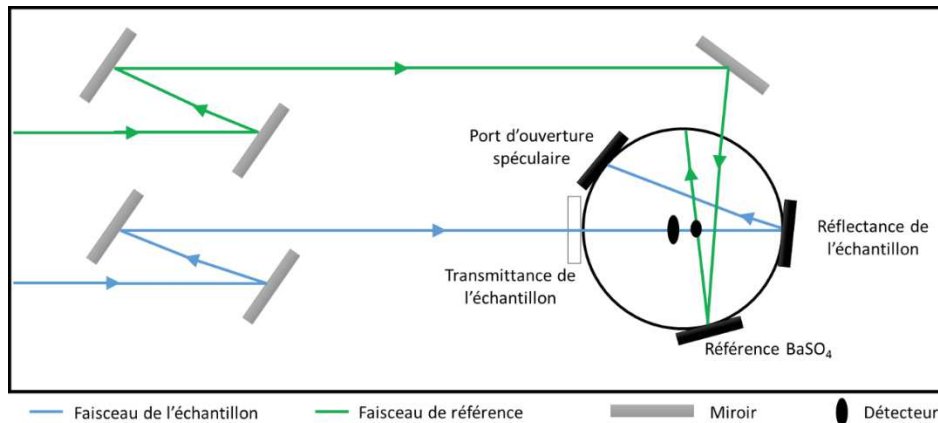 Port d'ouverture
spéculaire
Réflectance de
l'échantillon
Transmittance de
l'échantillon
Référence BaSO₄
Faisceau de l'échantillon
Faisceau de référence
Miroir
Détecteur